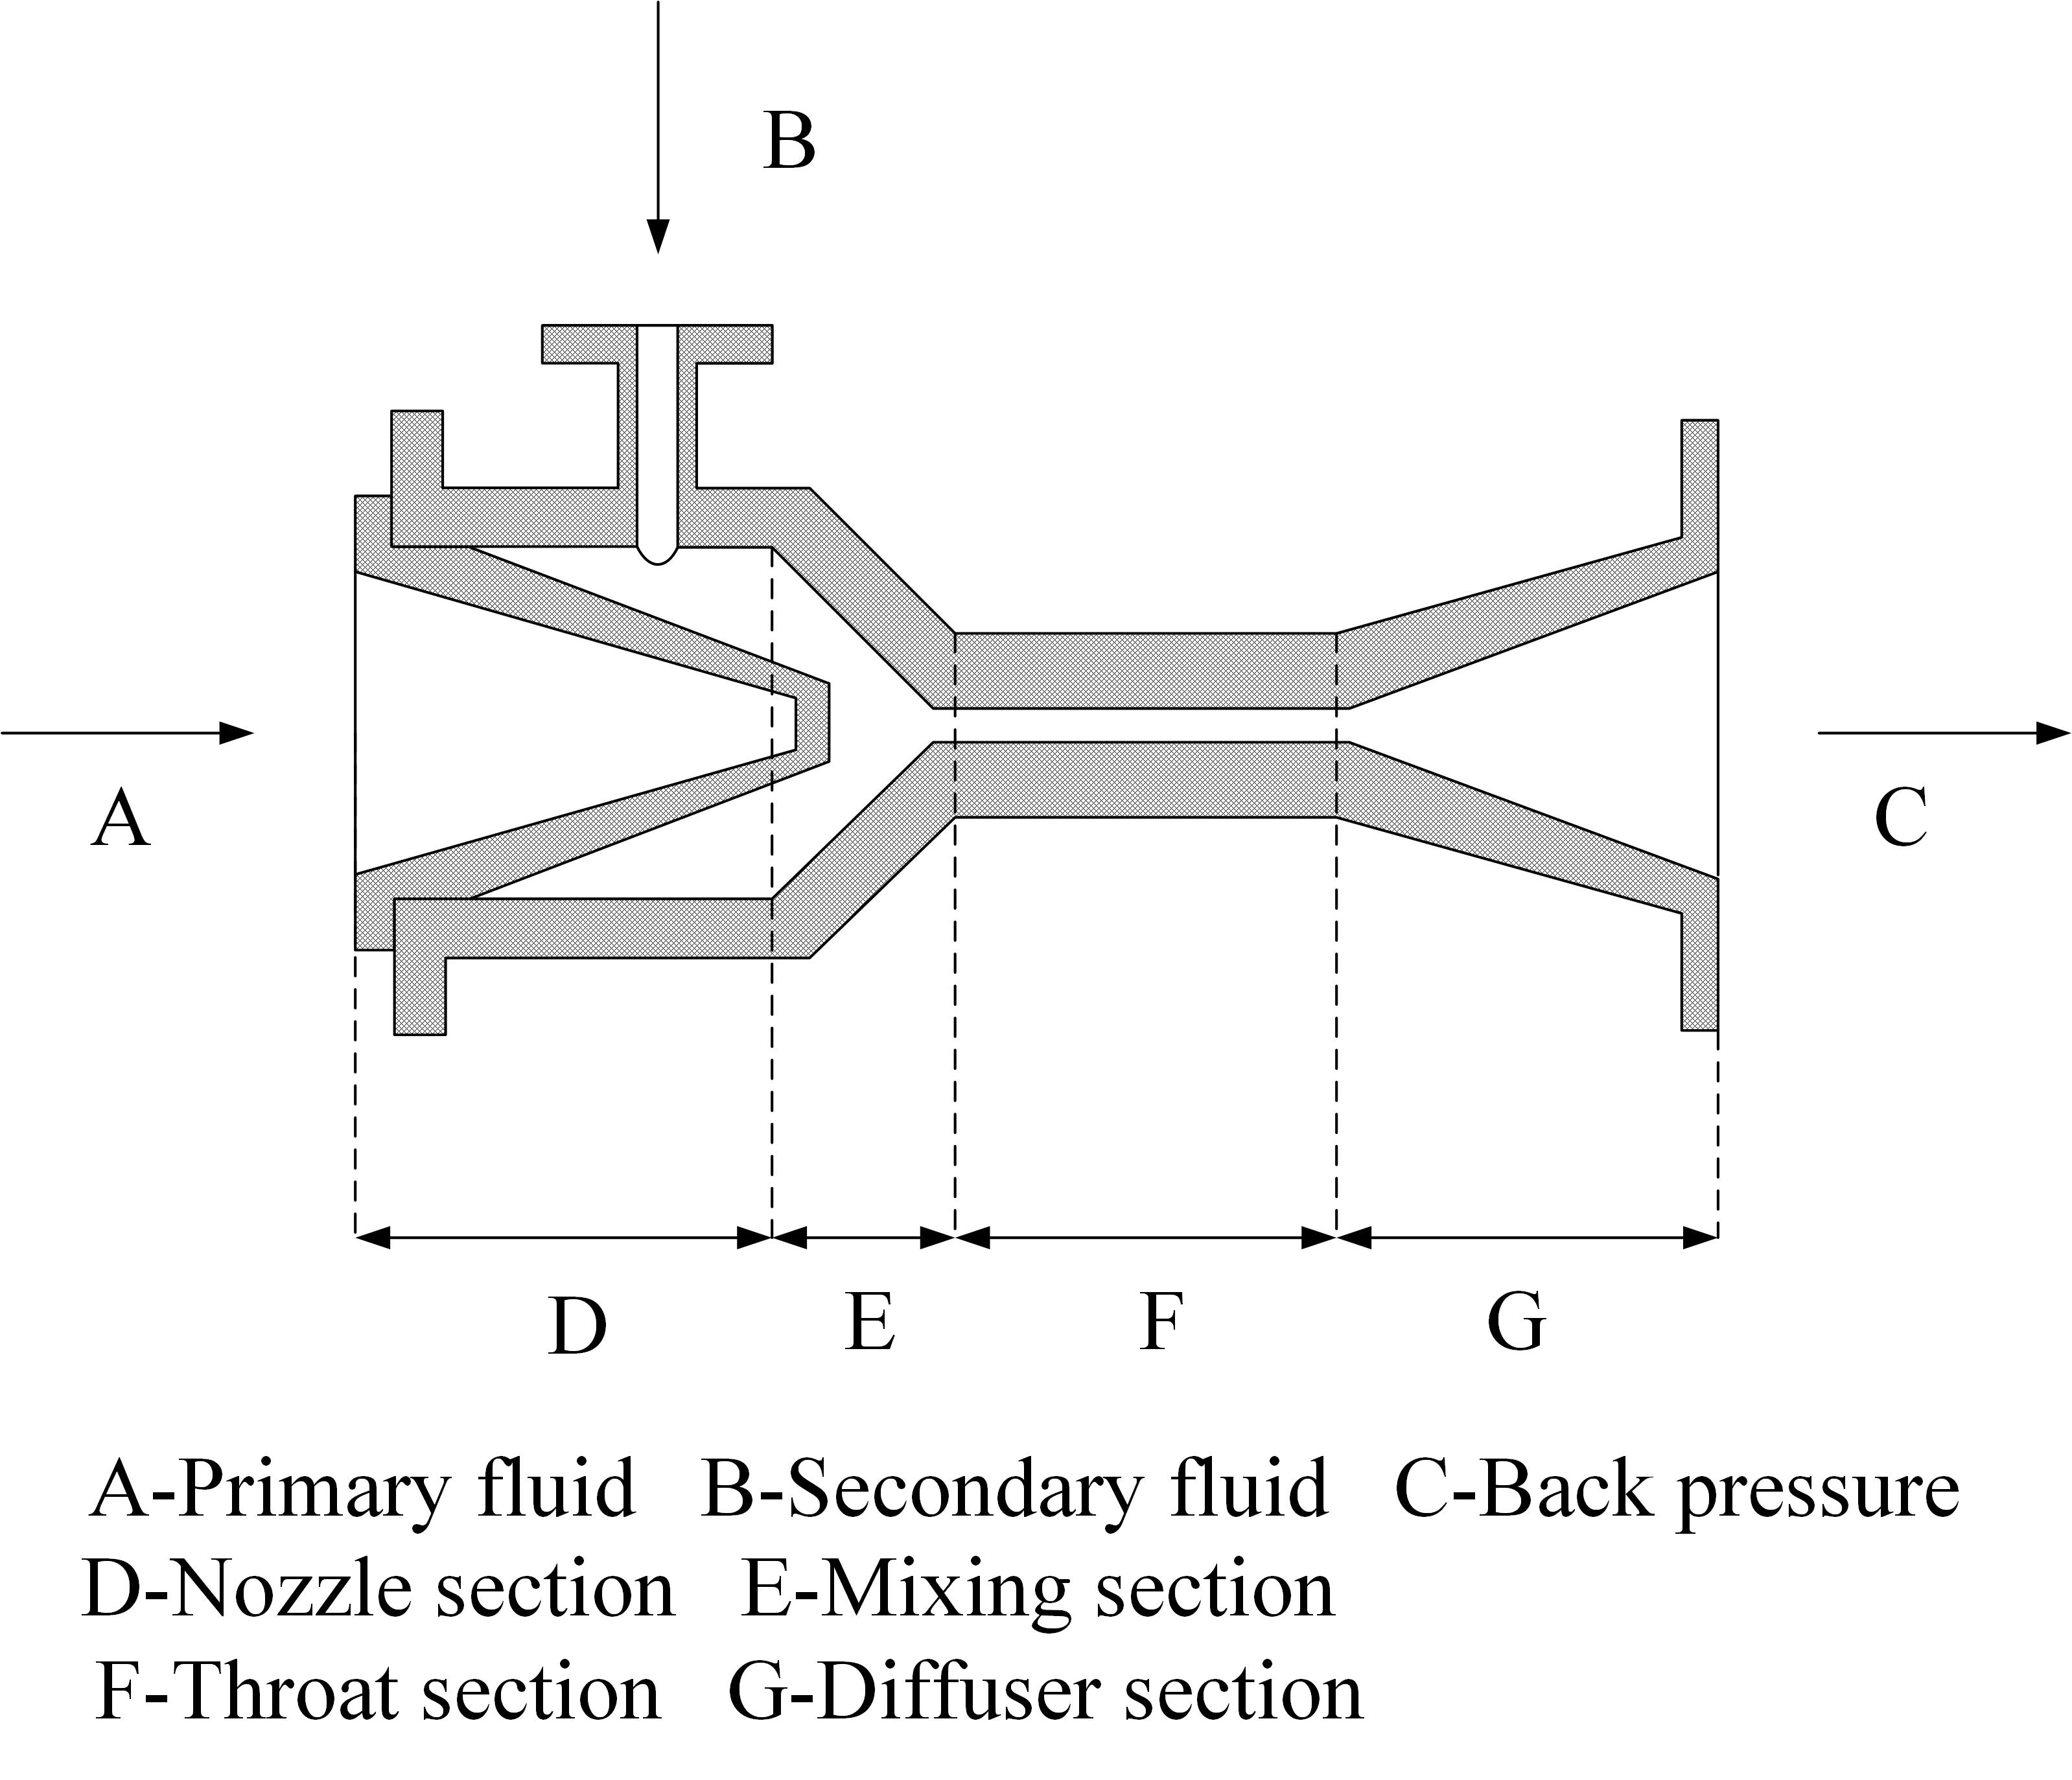 B
A
C
D E F G
A-Primary fluid B-Secondary fluid C-Back pressure
D-Nozzle section E-Mixing section
F-Throat section G-Diffuser section